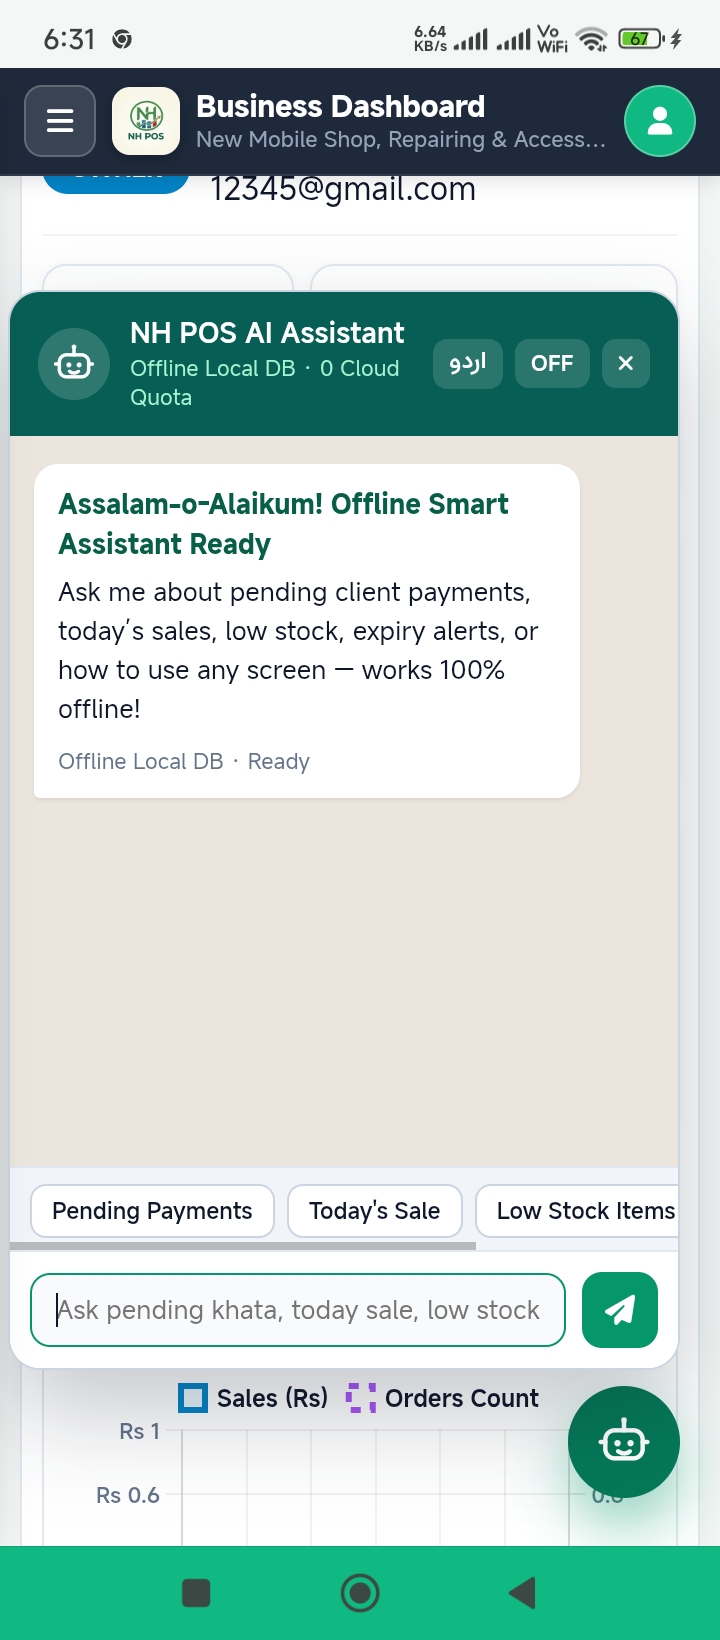 6:31
6.64
KB/s
Vo
WiFi
67
NH
NH POS
Business Dashboard
New Mobile Shop, Repairing & Access...
12345@gmail.com
NH POS AI Assistant
Offline Local DB · 0 Cloud
Quota
اردو
OFF
Assalam-o-Alaikum! Offline Smart
Assistant Ready
Ask me about pending client payments,
today's sales, low stock, expiry alerts, or
how to use any screen — works 100%
offline!
Offline Local DB · Ready
Pending Payments
Today's Sale
Low Stock Items
Ask pending khata, today sale, low stock
Sales (Rs)
Orders Count
Rs 1
Rs 0.6